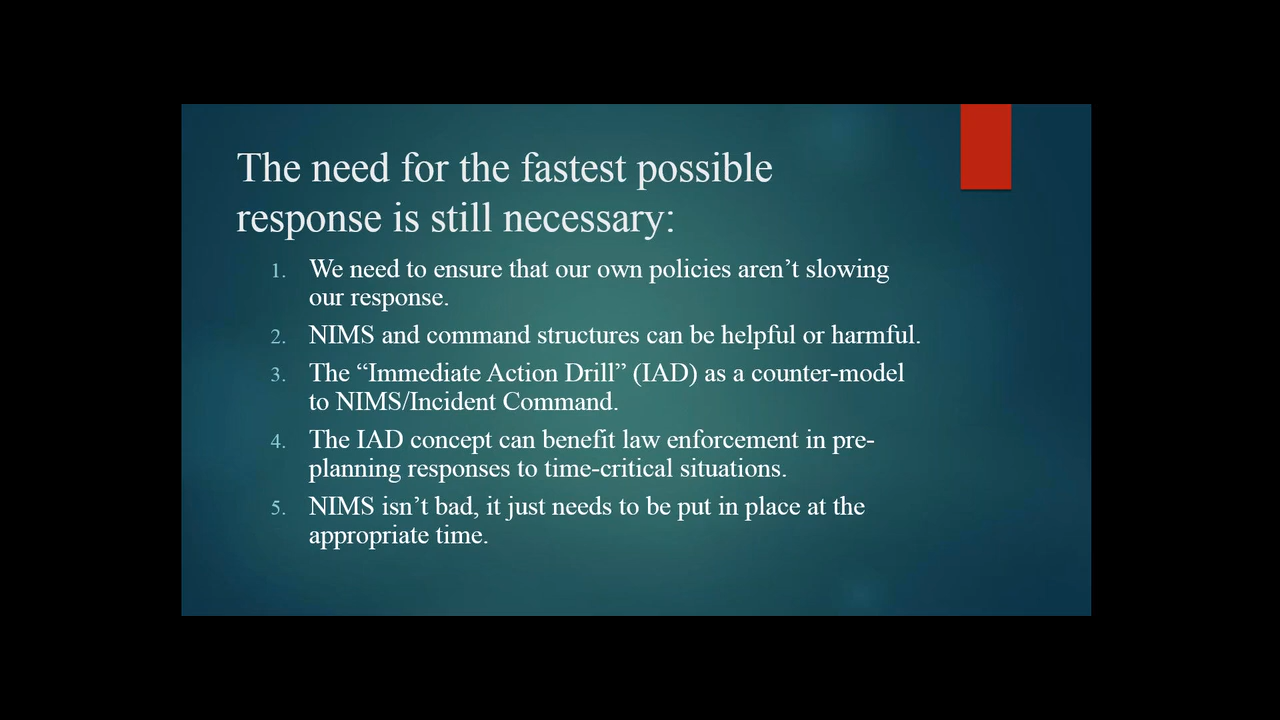 The need for the fastest possible
response is still necessary:
1. We need to ensure that our own policies aren’t slowing
our response.
2. NIMS and command structures can be helpful or harmful.
3. The “Immediate Action Drill” (IAD) as a counter-model
to NIMS/Incident Command.
4. The IAD concept can benefit law enforcement in pre-
planning responses to time-critical situations.
5. NIMS isn’t bad, it just needs to be put in place at the
appropriate time.